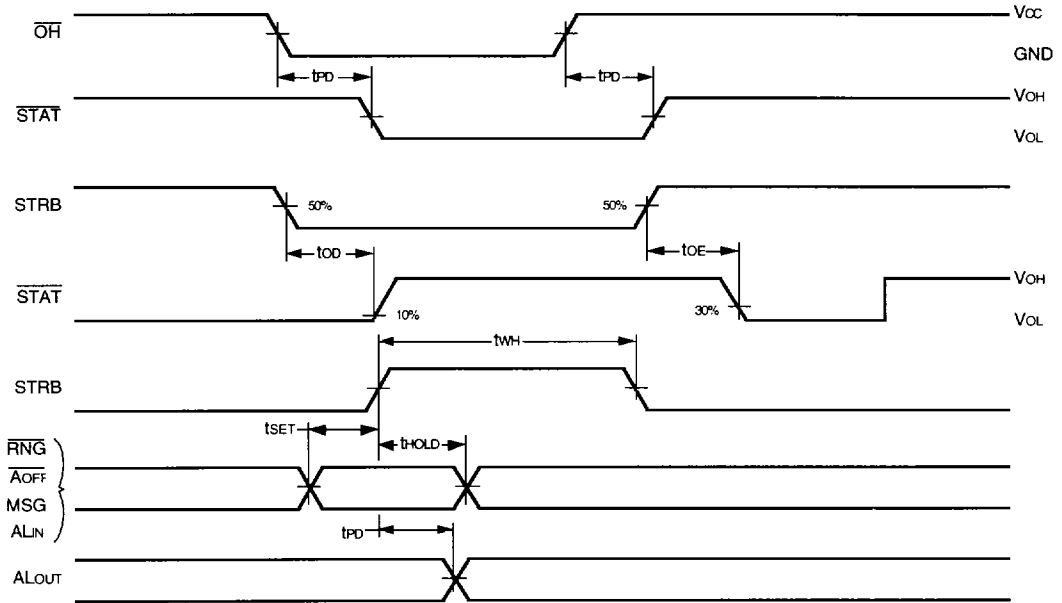 OH VCC
GND
tPD tPD
STAT VOH
VOL
STRB 50% 50%
tOD tOE
STAT VOH
10% 30% VOL
tWH
STRB
tSET tHOLD
RNG
AOFF
MSG
ALIN
tPD
ALOUT